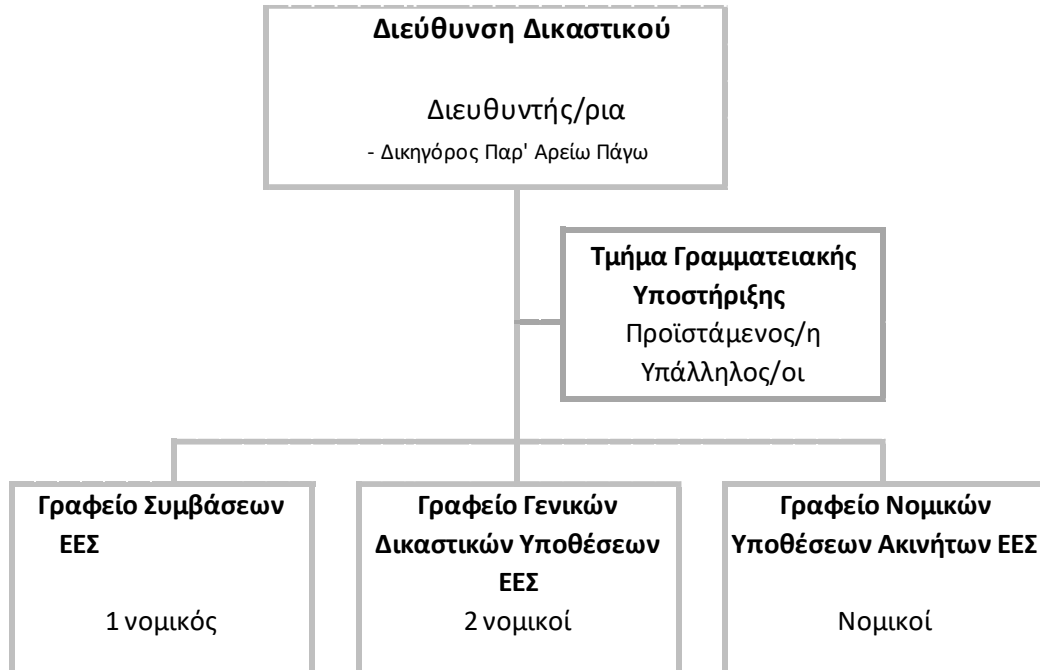 Διεύθυνση Δικαστικού
Διευθυντής/ρια
- Δικηγόρος Παρ' Αρείω Πάγω
Τμήμα Γραμματειακής
Υποστήριξης
Προϊστάμενος/η
Υπάλληλος/οι
Γραφείο Συμβάσεων
ΕΕΣ
1 νομικός
Γραφείο Γενικών
Δικαστικών Υποθέσεων
ΕΕΣ
2 νομικοί
Γραφείο Νομικών
Υποθέσεων Ακινήτων ΕΕΣ
Νομικοί